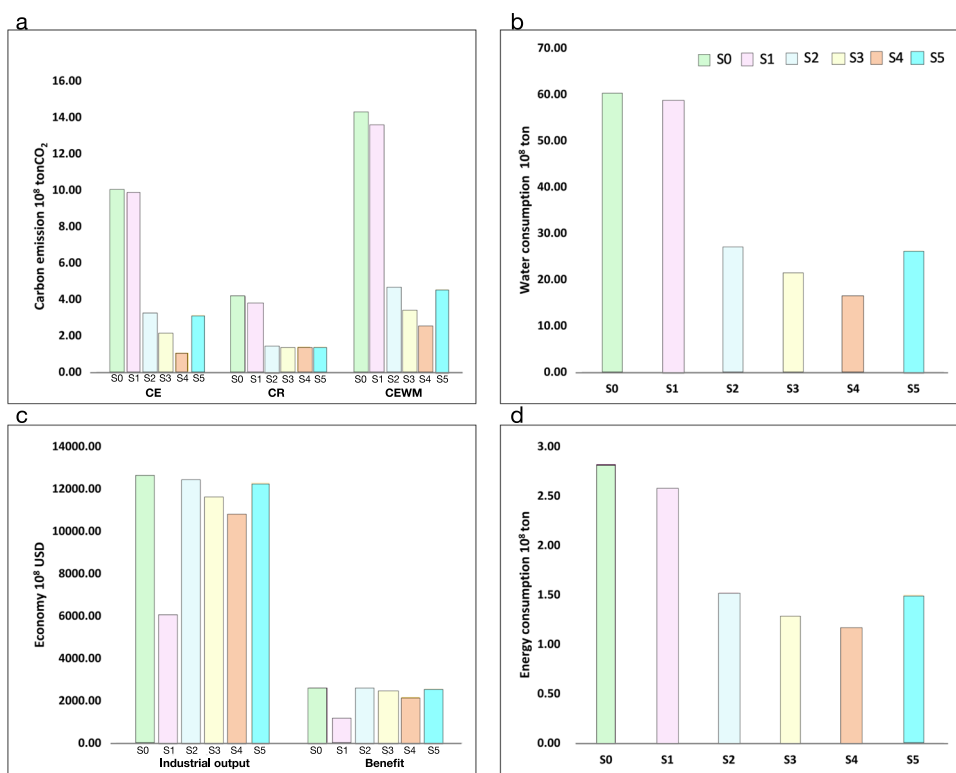 a
Carbon emission 10⁸ tonCO₂
16.00
14.00
12.00
10.00
8.00
6.00
4.00
2.00
0.00
S0 S1 S2 S3 S4 S5 S0 S1 S2 S3 S4 S5 S0 S1 S2 S3 S4 S5
CE CR CEWM
b
Water consumption 10⁸ ton
70.00
60.00
50.00
40.00
30.00
20.00
10.00
0.00
S0 S1 S2 S3 S4 S5
S0 S1 S2 S3 S4 S5
c
Economy 10⁸ USD
14000.00
12000.00
10000.00
8000.00
6000.00
4000.00
2000.00
0.00
S0 S1 S2 S3 S4 S5 S0 S1 S2 S3 S4 S5
Industrial output Benefit
d
Energy consumption 10⁸ ton
3.00
2.50
2.00
1.50
1.00
0.50
0.00
S0 S1 S2 S3 S4 S5